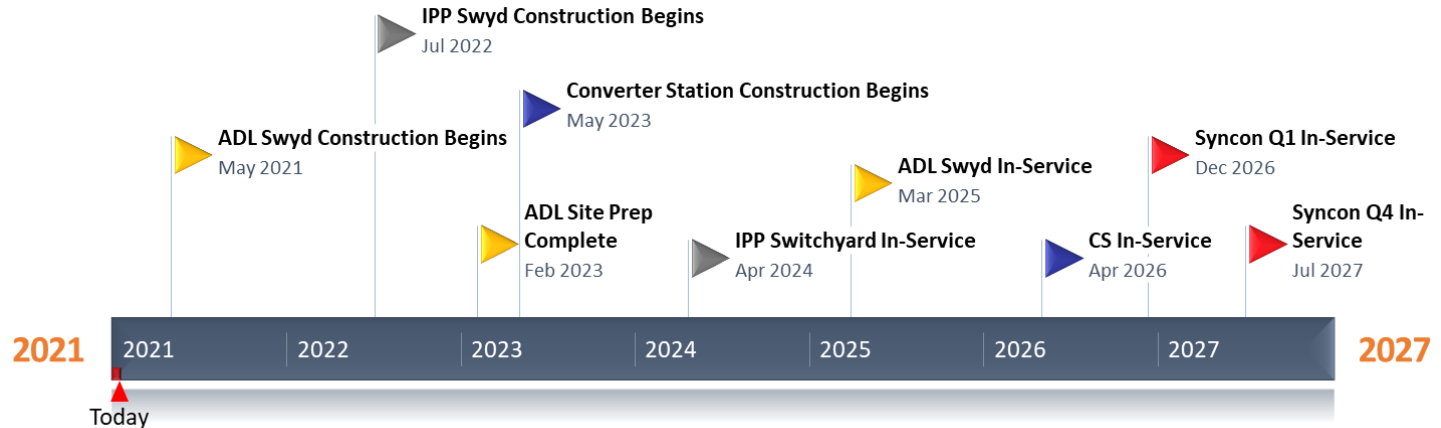 IPP Swyd Construction Begins
Jul 2022
Converter Station Construction Begins
May 2023
ADL Swyd Construction Begins
May 2021
Syncon Q1 In-Service
Dec 2026
ADL Swyd In-Service
Mar 2025
ADL Site Prep
Complete
Feb 2023
IPP Switchyard In-Service
Apr 2024
CS In-Service
Apr 2026
Syncon Q4 In-
Service
Jul 2027
2021
2021 2022 2023 2024 2025 2026 2027
2027
Today